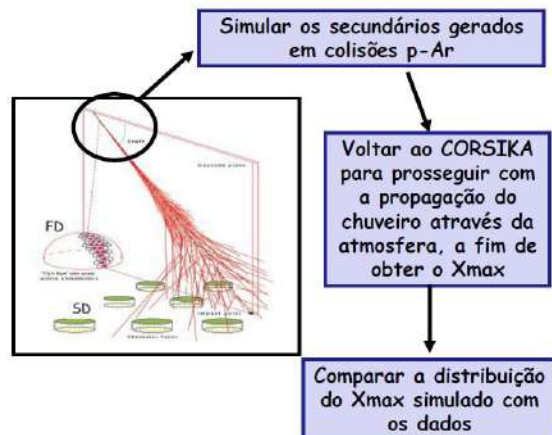 Simular os secundários gerados
em colisões p-Ar
Voltar ao CORSIKA
para prosseguir com
a propagação do
chuveiro através da
atmosfera, a fim de
obter o Xmax
FD
SD
Comparar a distribuição
do Xmax simulado com
os dados